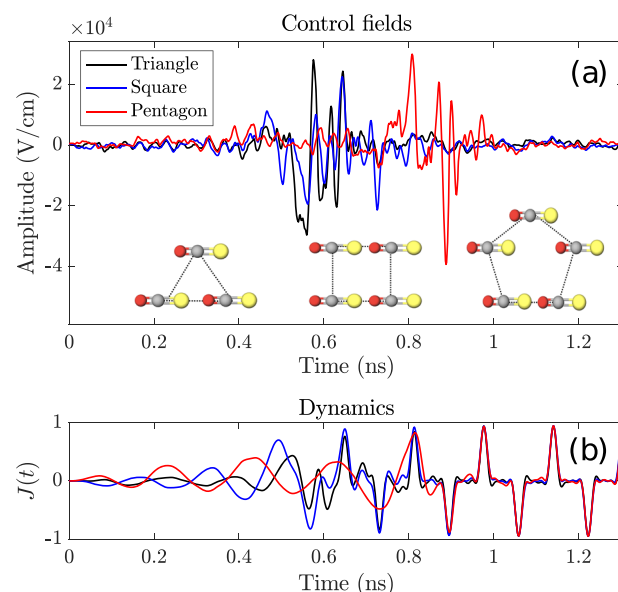 Control fields
×10⁴
2
0
-2
-4
Amplitude (V/cm)
Triangle
Square
Pentagon
(a)
0 0.2 0.4 0.6 0.8 1 1.2
Time (ns)
Dynamics
1
0
-1
J(t)
(b)
0 0.2 0.4 0.6 0.8 1 1.2
Time (ns)